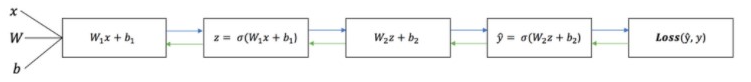 x
W
b
W₁x + b₁
z = σ(W₁x + b₁)
W₂z + b₂
ŷ = σ(W₂z + b₂)
Loss(ŷ, y)